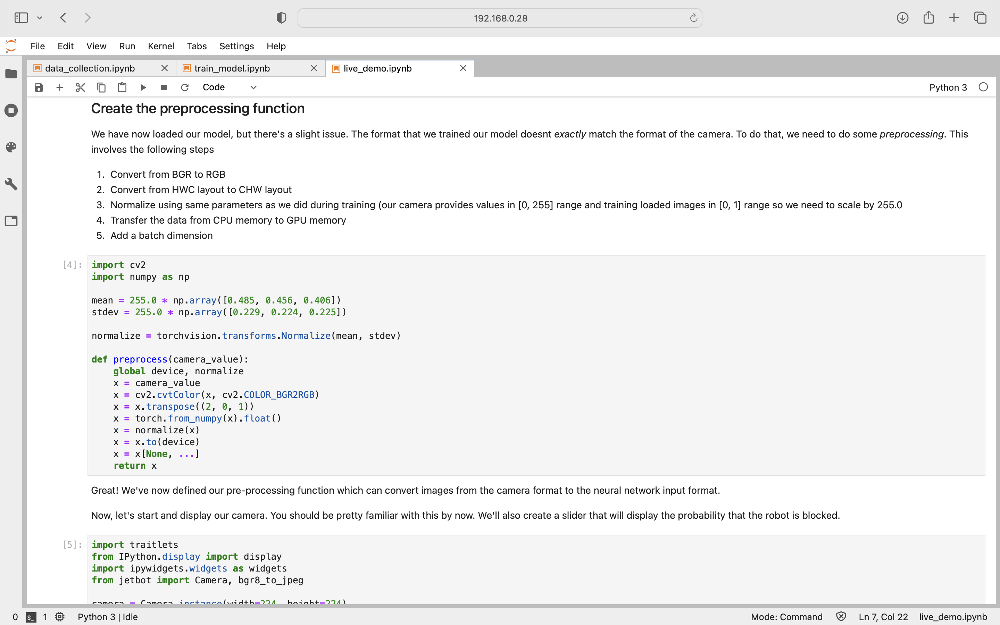 192.168.0.28
File Edit View Run Kernel Tabs Settings Help
data_collection.ipynb train_model.ipynb live_demo.ipynb
Code Python 3
Create the preprocessing function
We have now loaded our model, but there's a slight issue. The format that we trained our model doesnt exactly match the format of the camera. To do that, we need to do some preprocessing. This
involves the following steps
1. Convert from BGR to RGB
2. Convert from HWC layout to CHW layout
3. Normalize using same parameters as we did during training (our camera provides values in [0, 255] range and training loaded images in [0, 1] range so we need to scale by 255.0
4. Transfer the data from CPU memory to GPU memory
5. Add a batch dimension
[4]: import cv2
import numpy as np
mean = 255.0 * np.array([0.485, 0.456, 0.406])
stdev = 255.0 * np.array([0.229, 0.224, 0.225])
normalize = torchvision.transforms.Normalize(mean, stdev)
def preprocess(camera_value):
    global device, normalize
    x = camera_value
    x = cv2.cvtColor(x, cv2.COLOR_BGR2RGB)
    x = x.transpose((2, 0, 1))
    x = torch.from_numpy(x).float()
    x = normalize(x)
    x = x.to(device)
    x = x[None, ...]
    return x
Great! We've now defined our pre-processing function which can convert images from the camera format to the neural network input format.
Now, let's start and display our camera. You should be pretty familiar with this by now. We'll also create a slider that will display the probability that the robot is blocked.
[5]: import traitlets
from IPython.display import display
import ipywidgets.widgets as widgets
from jetbot import Camera, bgr8_to_jpeg
camera = Camera.instance(width=224, height=224)
0 $_ 1 Python 3 | Idle Mode: Command Ln 7, Col 22 live_demo.ipynb